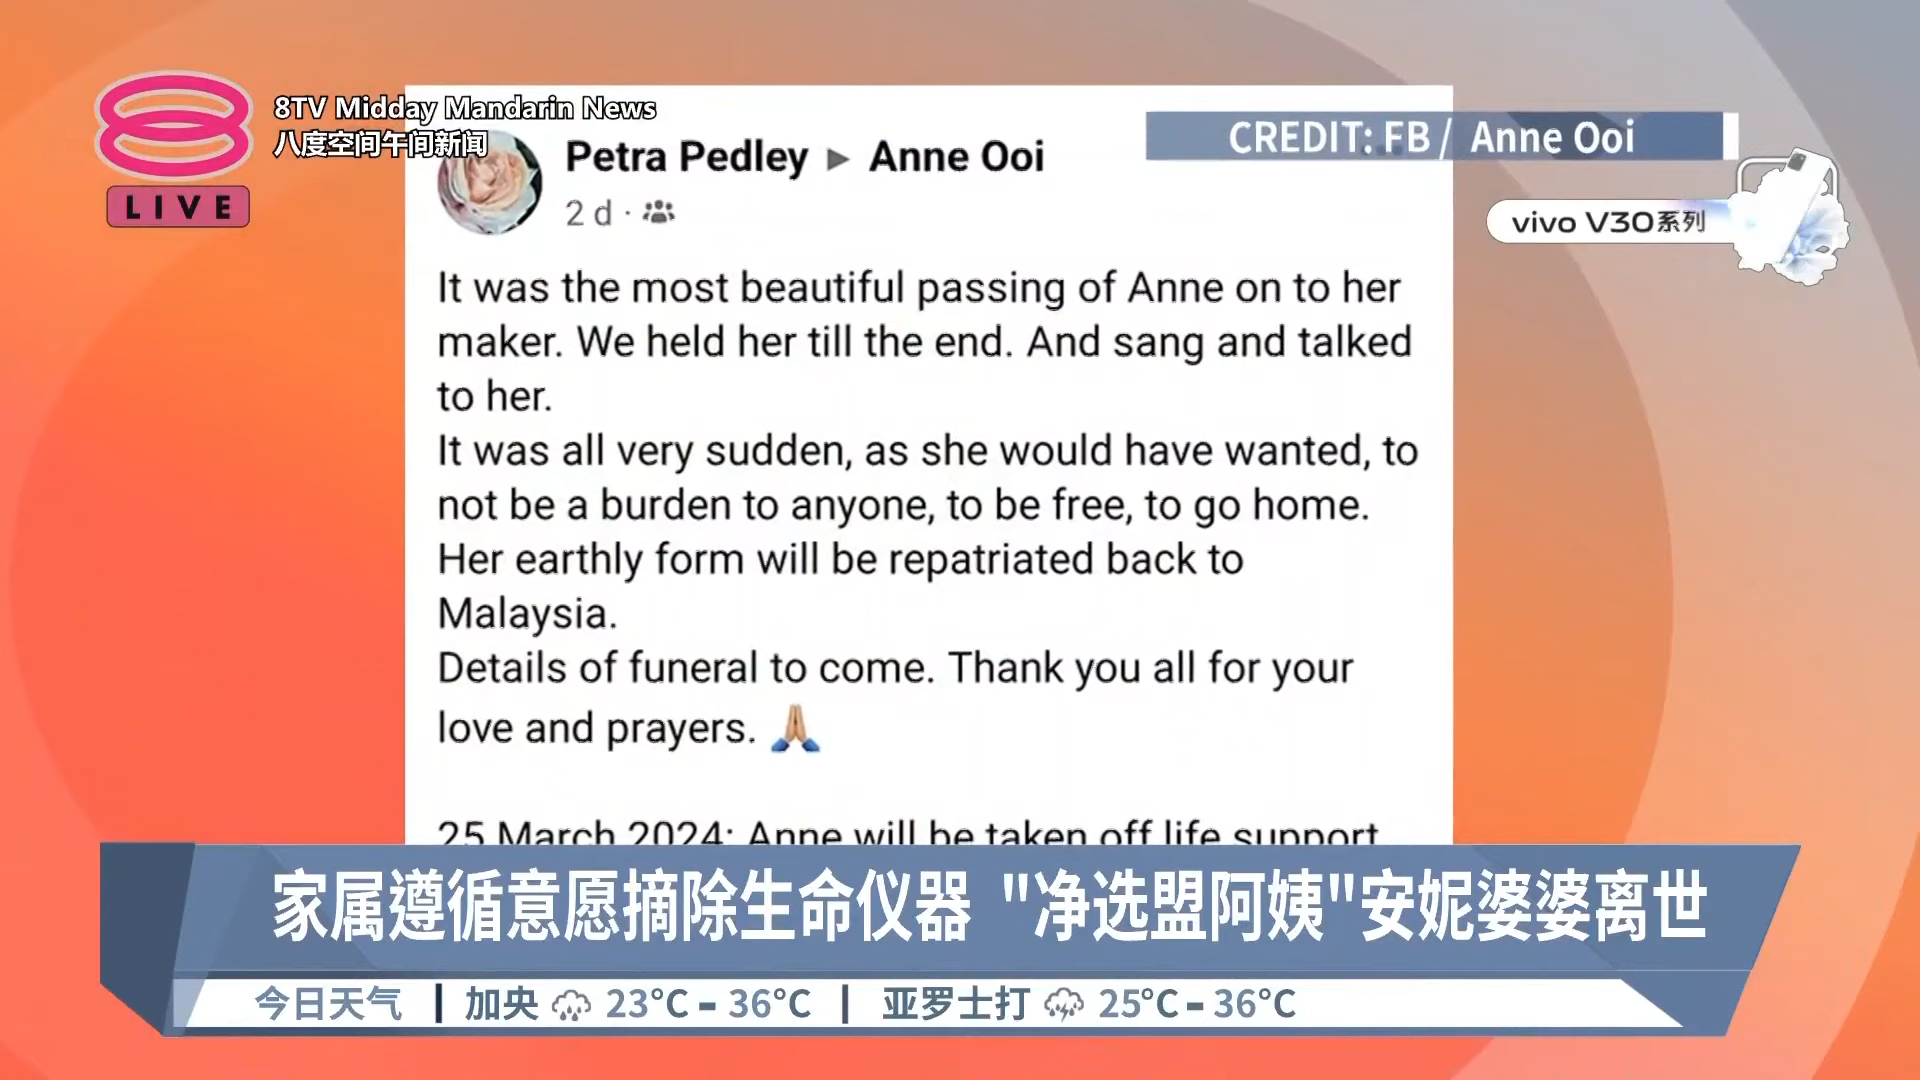 8TV Midday Mandarin News
八度空间午间新闻
LIVE
CREDIT: FB / Anne Ooi
vivo V30系列
Petra Pedley ▸ Anne Ooi
2 d ·
It was the most beautiful passing of Anne on to her
maker. We held her till the end. And sang and talked
to her.
It was all very sudden, as she would have wanted, to
not be a burden to anyone, to be free, to go home.
Her earthly form will be repatriated back to
Malaysia.
Details of funeral to come. Thank you all for your
love and prayers. 🙏🏼
25 March 2024: Anne will be taken off life support
家属遵循意愿摘除生命仪器 "净选盟阿姨"安妮婆婆离世
今日天气 | 加央 23°C - 36°C | 亚罗士打 25°C - 36°C